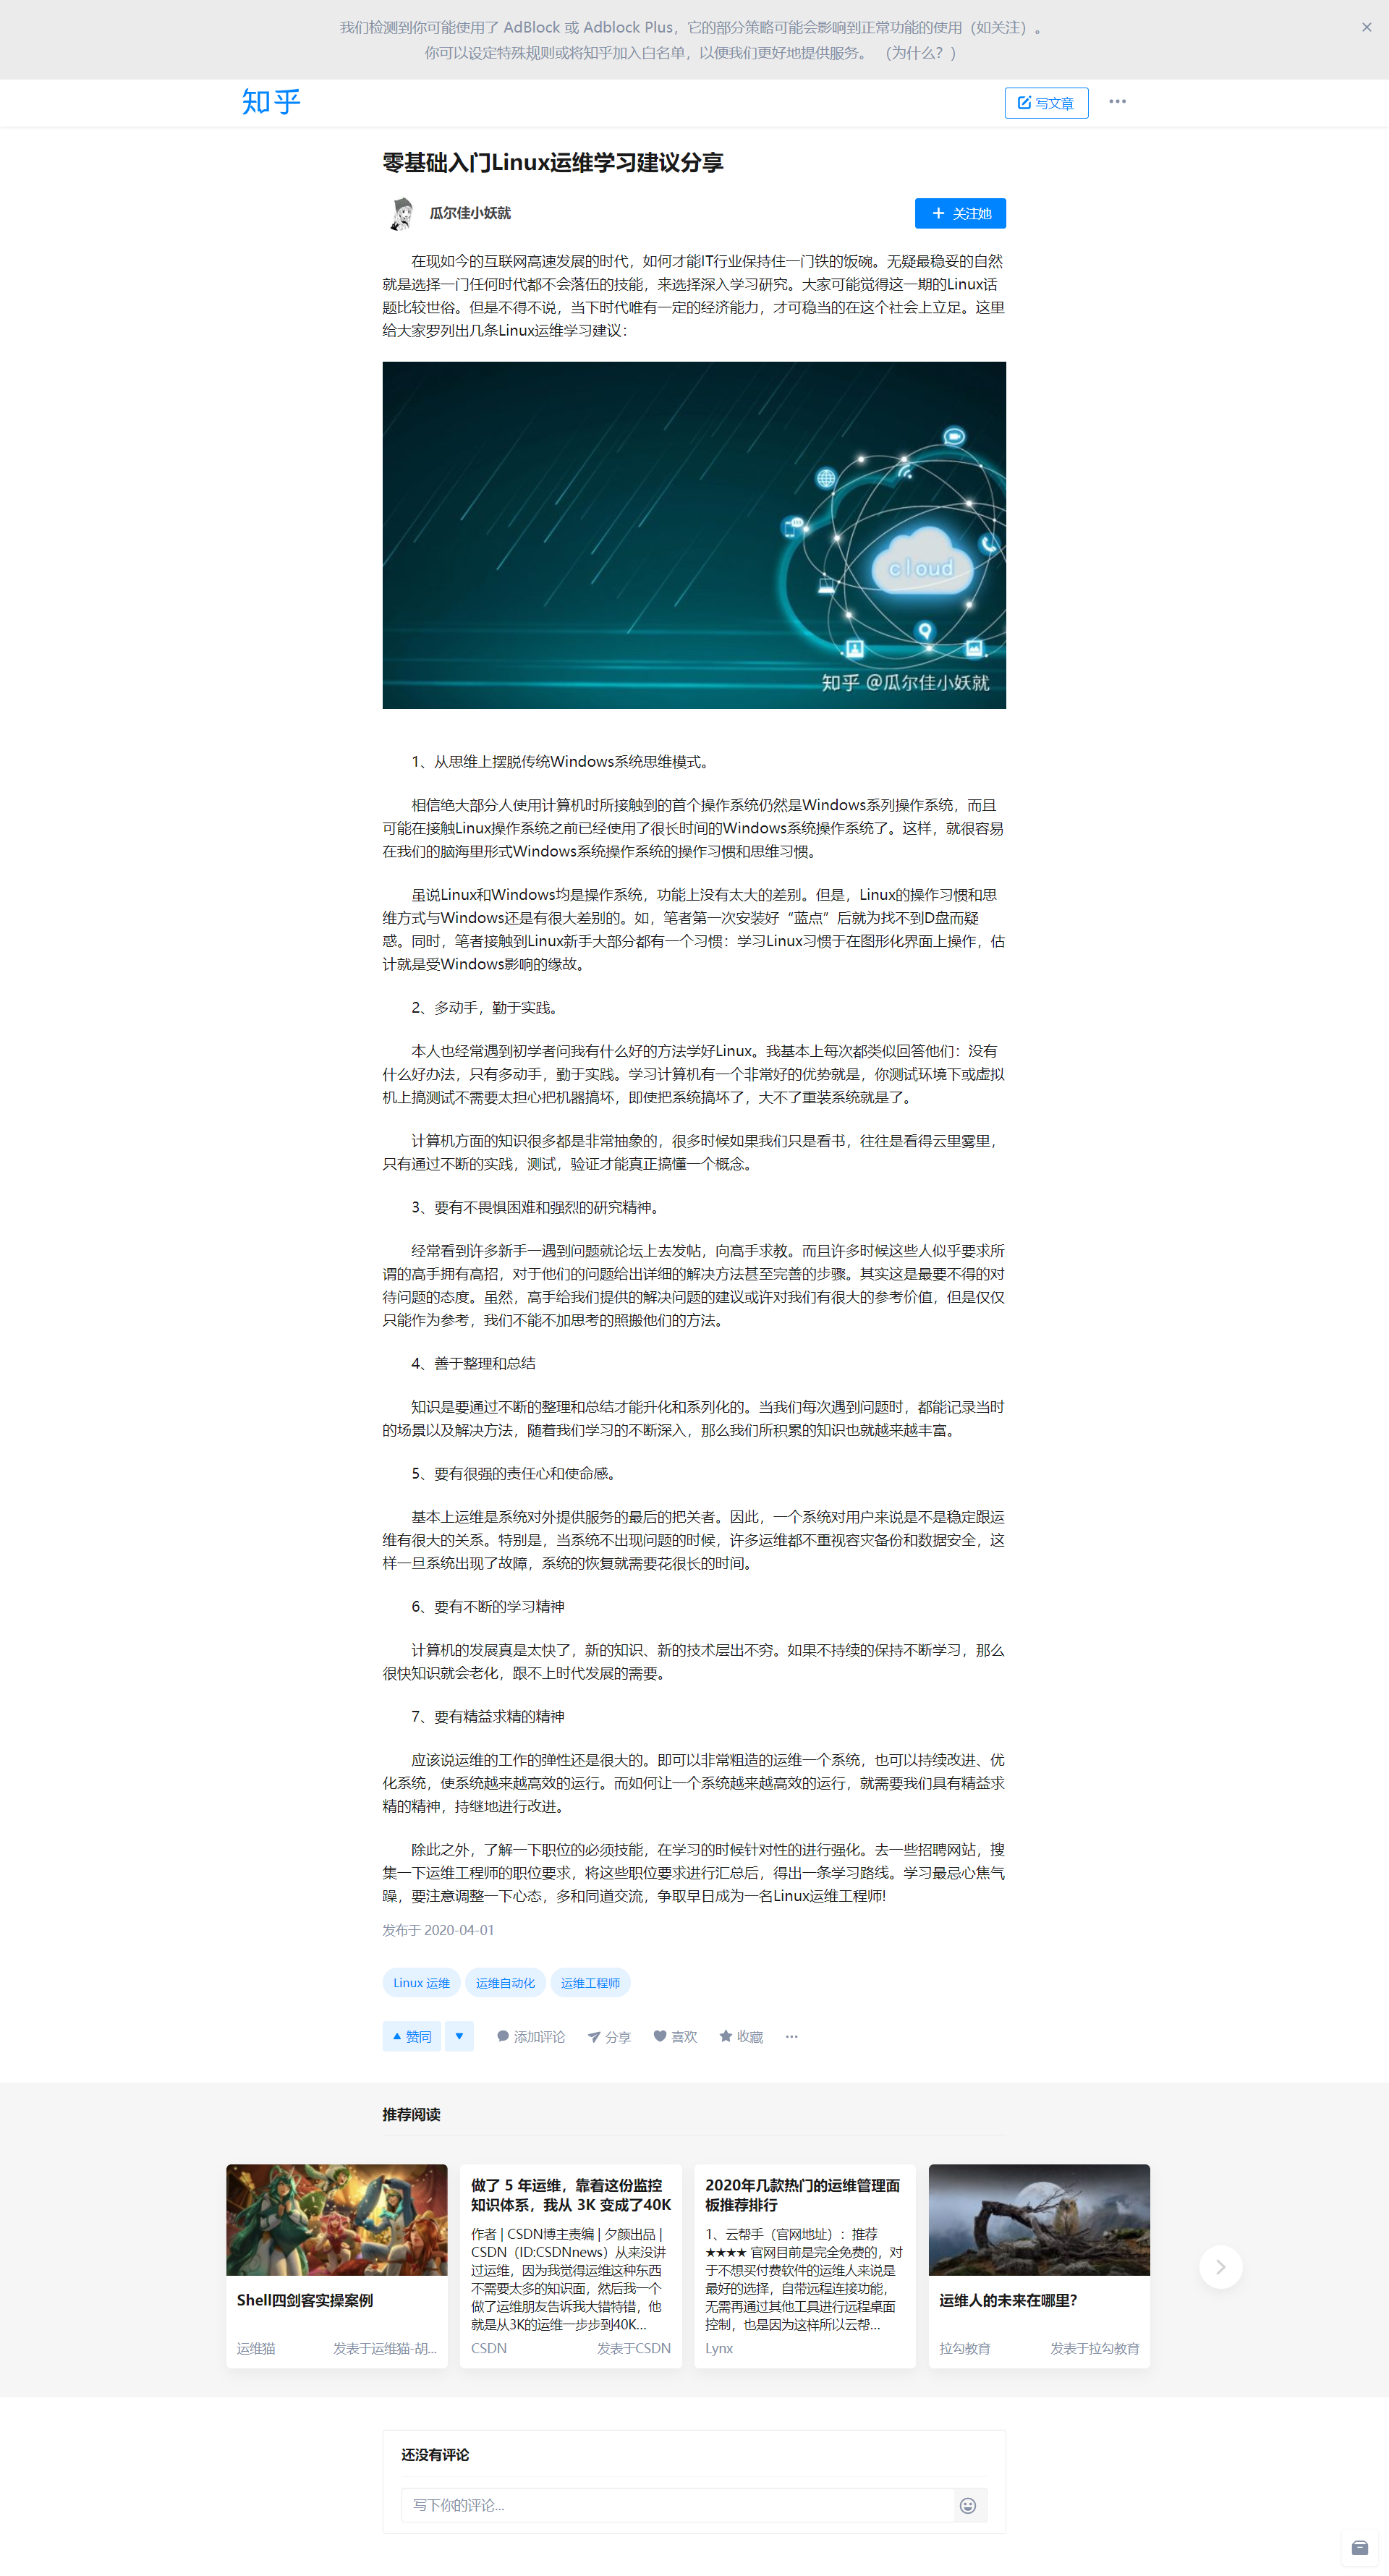 我们检测到你可能使用了 AdBlock 或 Adblock Plus，它的部分策略可能会影响到正常功能的使用（如关注）。
你可以设定特殊规则或将知乎加入白名单，以便我们更好地提供服务。 （为什么？）
知乎
写文章
零基础入门Linux运维学习建议分享
瓜尔佳小妖就
关注她
在现如今的互联网高速发展的时代，如何才能IT行业保持住一门铁的饭碗。无疑最稳妥的自然
就是选择一门任何时代都不会落伍的技能，来选择深入学习研究。大家可能觉得这一期的Linux话
题比较世俗。但是不得不说，当下时代唯有一定的经济能力，才可稳当的在这个社会上立足。这里
给大家罗列出几条Linux运维学习建议：
cloud
知乎 @瓜尔佳小妖就
1、从思维上摆脱传统Windows系统思维模式。
相信绝大部分人使用计算机时所接触到的首个操作系统仍然是Windows系列操作系统，而且
可能在接触Linux操作系统之前已经使用了很长时间的Windows系统操作系统了。这样，就很容易
在我们的脑海里形式Windows系统操作系统的操作习惯和思维习惯。
虽说Linux和Windows均是操作系统，功能上没有太大的差别。但是，Linux的操作习惯和思
维方式与Windows还是有很大差别的。如，笔者第一次安装好“蓝点”后就为找不到D盘而疑
惑。同时，笔者接触到Linux新手大部分都有一个习惯：学习Linux习惯于在图形化界面上操作，估
计就是受Windows影响的缘故。
2、多动手，勤于实践。
本人也经常遇到初学者问我有什么好的方法学好Linux。我基本上每次都类似回答他们：没有
什么好办法，只有多动手，勤于实践。学习计算机有一个非常好的优势就是，你测试环境下或虚拟
机上搞测试不需要太担心把机器搞坏，即使把系统搞坏了，大不了重装系统就是了。
计算机方面的知识很多都是非常抽象的，很多时候如果我们只是看书，往往是看得云里雾里，
只有通过不断的实践，测试，验证才能真正搞懂一个概念。
3、要有不畏惧困难和强烈的研究精神。
经常看到许多新手一遇到问题就论坛上去发帖，向高手求教。而且许多时候这些人似乎要求所
谓的高手拥有高招，对于他们的问题给出详细的解决方法甚至完善的步骤。其实这是最要不得的对
待问题的态度。虽然，高手给我们提供的解决问题的建议或许对我们有很大的参考价值，但是仅仅
只能作为参考，我们不能不加思考的照搬他们的方法。
4、善于整理和总结
知识是要通过不断的整理和总结才能升化和系列化的。当我们每次遇到问题时，都能记录当时
的场景以及解决方法，随着我们学习的不断深入，那么我们所积累的知识也就越来越丰富。
5、要有很强的责任心和使命感。
基本上运维是系统对外提供服务的最后的把关者。因此，一个系统对用户来说是不是稳定跟运
维有很大的关系。特别是，当系统不出现问题的时候，许多运维都不重视容灾备份和数据安全，这
样一旦系统出现了故障，系统的恢复就需要花很长的时间。
6、要有不断的学习精神
计算机的发展真是太快了，新的知识、新的技术层出不穷。如果不持续的保持不断学习，那么
很快知识就会老化，跟不上时代发展的需要。
7、要有精益求精的精神
应该说运维的工作的弹性还是很大的。即可以非常粗造的运维一个系统，也可以持续改进、优
化系统，使系统越来越高效的运行。而如何让一个系统越来越高效的运行，就需要我们具有精益求
精的精神，持继地进行改进。
除此之外，了解一下职位的必须技能，在学习的时候针对性的进行强化。去一些招聘网站，搜
集一下运维工程师的职位要求，将这些职位要求进行汇总后，得出一条学习路线。学习最忌心焦气
躁，要注意调整一下心态，多和同道交流，争取早日成为一名Linux运维工程师!
发布于 2020-04-01
Linux 运维 运维自动化 运维工程师
赞同 添加评论 分享 喜欢 收藏
推荐阅读
Shell四剑客实操案例
运维猫 发表于运维猫-胡...
做了 5 年运维，靠着这份监控
知识体系，我从 3K 变成了40K
作者 | CSDN博主责编 | 夕颜出品 |
CSDN（ID:CSDNnews）从来没讲
过运维，因为我觉得运维这种东西
不需要太多的知识面，然后我一个
做了运维朋友告诉我大错特错，他
就是从3K的运维一步步到40K...
CSDN 发表于CSDN
2020年几款热门的运维管理面
板推荐排行
1、云帮手（官网地址）：推荐
★★★★ 官网目前是完全免费的，对
于不想买付费软件的运维人来说是
最好的选择，自带远程连接功能，
无需再通过其他工具进行远程桌面
控制，也是因为这样所以云帮...
Lynx
运维人的未来在哪里？
拉勾教育 发表于拉勾教育
还没有评论
写下你的评论...